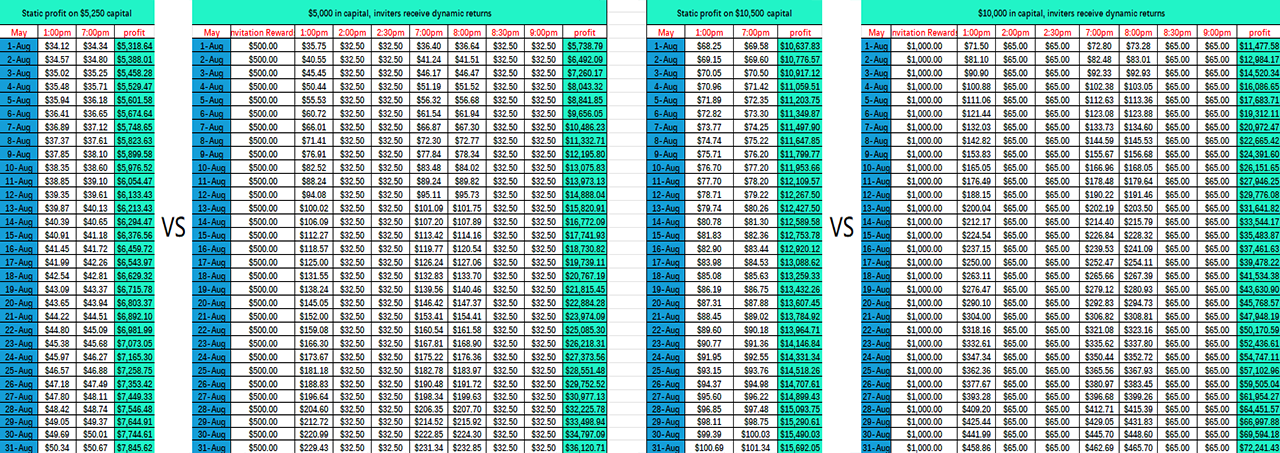 Static profit on $5,250 capital $5,000 in capital, inviters receive dynamic returns Static profit on $10,500 capital $10,000 in capital, inviters receive dynamic returns
May 1:00pm 7:00pm profit May nvitation Rewards 1:00pm 2:00pm 2:30pm 7:00pm 8:00pm 8:30pm 9:00pm profit May 1:00pm 7:00pm profit May nvitation Rewards 1:00pm 2:00pm 2:30pm 7:00pm 8:00pm 8:30pm 9:00pm profit
1-Aug $34.12 $34.34 $5,318.64 1-Aug $500.00 $35.75 $32.50 $32.50 $36.40 $36.64 $32.50 $32.50 $5,738.79 1-Aug $68.25 $69.58 $10,637.83 1-Aug $1,000.00 $71.50 $65.00 $65.00 $72.80 $73.28 $65.00 $65.00 $11,477.58
2-Aug $34.57 $34.80 $5,388.01 2-Aug $500.00 $40.55 $32.50 $32.50 $41.24 $41.51 $32.50 $32.50 $6,492.09 2-Aug $69.15 $69.60 $10,776.57 2-Aug $1,000.00 $81.10 $65.00 $65.00 $82.48 $83.01 $65.00 $65.00 $12,984.17
3-Aug $35.02 $35.25 $5,458.28 3-Aug $500.00 $45.45 $32.50 $32.50 $46.17 $46.47 $32.50 $32.50 $7,260.17 3-Aug $70.05 $70.50 $10,917.12 3-Aug $1,000.00 $90.90 $65.00 $65.00 $92.33 $92.93 $65.00 $65.00 $14,520.34
4-Aug $35.48 $35.71 $5,529.47 4-Aug $500.00 $50.44 $32.50 $32.50 $51.19 $51.52 $32.50 $32.50 $8,043.32 4-Aug $70.96 $71.42 $11,059.51 4-Aug $1,000.00 $100.88 $65.00 $65.00 $102.38 $103.05 $65.00 $65.00 $16,086.65
5-Aug $35.94 $36.18 $5,601.58 5-Aug $500.00 $55.53 $32.50 $32.50 $56.32 $56.68 $32.50 $32.50 $8,841.85 5-Aug $71.89 $72.35 $11,203.75 5-Aug $1,000.00 $111.06 $65.00 $65.00 $112.63 $113.36 $65.00 $65.00 $17,683.71
6-Aug $36.41 $36.65 $5,674.64 6-Aug $500.00 $60.72 $32.50 $32.50 $61.54 $61.94 $32.50 $32.50 $9,656.05 6-Aug $72.82 $73.30 $11,349.87 6-Aug $1,000.00 $121.44 $65.00 $65.00 $123.08 $123.88 $65.00 $65.00 $19,312.11
7-Aug $36.89 $37.12 $5,748.65 7-Aug $500.00 $66.01 $32.50 $32.50 $66.87 $67.30 $32.50 $32.50 $10,486.23 7-Aug $73.77 $74.25 $11,497.90 7-Aug $1,000.00 $132.03 $65.00 $65.00 $133.73 $134.60 $65.00 $65.00 $20,972.47
8-Aug $37.37 $37.61 $5,823.63 8-Aug $500.00 $71.41 $32.50 $32.50 $72.30 $72.77 $32.50 $32.50 $11,332.71 8-Aug $74.74 $75.22 $11,647.85 8-Aug $1,000.00 $142.82 $65.00 $65.00 $144.59 $145.53 $65.00 $65.00 $22,665.42
9-Aug $37.85 $38.10 $5,899.58 9-Aug $500.00 $76.91 $32.50 $32.50 $77.84 $78.34 $32.50 $32.50 $12,195.80 9-Aug $75.71 $76.20 $11,799.77 9-Aug $1,000.00 $153.83 $65.00 $65.00 $155.67 $156.68 $65.00 $65.00 $24,391.60
10-Aug $38.35 $38.60 $5,976.52 10-Aug $500.00 $82.52 $32.50 $32.50 $83.48 $84.02 $32.50 $32.50 $13,075.83 10-Aug $76.70 $77.20 $11,953.66 10-Aug $1,000.00 $165.05 $65.00 $65.00 $166.96 $168.05 $65.00 $65.00 $26,151.65
11-Aug $38.85 $39.10 $6,054.47 11-Aug $500.00 $88.24 $32.50 $32.50 $89.24 $89.82 $32.50 $32.50 $13,973.13 11-Aug $77.70 $78.20 $12,109.57 11-Aug $1,000.00 $176.49 $65.00 $65.00 $178.48 $179.64 $65.00 $65.00 $27,946.25
12-Aug $39.35 $39.61 $6,133.43 12-Aug $500.00 $94.08 $32.50 $32.50 $95.11 $95.73 $32.50 $32.50 $14,888.04 12-Aug $78.71 $79.22 $12,267.50 12-Aug $1,000.00 $188.15 $65.00 $65.00 $190.22 $191.46 $65.00 $65.00 $29,776.08
13-Aug $39.87 $40.13 $6,213.43 13-Aug $500.00 $100.02 $32.50 $32.50 $101.09 $101.75 $32.50 $32.50 $15,820.91 13-Aug $79.74 $80.26 $12,427.50 13-Aug $1,000.00 $200.04 $65.00 $65.00 $202.19 $203.50 $65.00 $65.00 $31,641.82
14-Aug $40.39 $40.65 $6,294.47 14-Aug $500.00 $106.09 $32.50 $32.50 $107.20 $107.89 $32.50 $32.50 $16,772.09 14-Aug $80.78 $81.30 $12,589.58 14-Aug $1,000.00 $212.17 $65.00 $65.00 $214.40 $215.79 $65.00 $65.00 $33,544.17
15-Aug $40.91 $41.18 $6,376.56 VS 15-Aug $500.00 $112.27 $32.50 $32.50 $113.42 $114.16 $32.50 $32.50 $17,741.93 15-Aug $81.83 $82.36 $12,753.78 VS 15-Aug $1,000.00 $224.54 $65.00 $65.00 $226.84 $228.32 $65.00 $65.00 $35,483.87
16-Aug $41.45 $41.72 $6,459.72 16-Aug $500.00 $118.57 $32.50 $32.50 $119.77 $120.54 $32.50 $32.50 $18,730.82 16-Aug $82.90 $83.44 $12,920.12 16-Aug $1,000.00 $237.15 $65.00 $65.00 $239.53 $241.09 $65.00 $65.00 $37,461.63
17-Aug $41.99 $42.26 $6,543.97 17-Aug $500.00 $125.00 $32.50 $32.50 $126.24 $127.06 $32.50 $32.50 $19,739.11 17-Aug $83.98 $84.53 $13,088.62 17-Aug $1,000.00 $250.00 $65.00 $65.00 $252.47 $254.11 $65.00 $65.00 $39,478.22
18-Aug $42.54 $42.81 $6,629.32 18-Aug $500.00 $131.55 $32.50 $32.50 $132.83 $133.70 $32.50 $32.50 $20,767.19 18-Aug $85.08 $85.63 $13,259.33 18-Aug $1,000.00 $263.11 $65.00 $65.00 $265.66 $267.39 $65.00 $65.00 $41,534.38
19-Aug $43.09 $43.37 $6,715.78 19-Aug $500.00 $138.24 $32.50 $32.50 $139.56 $140.46 $32.50 $32.50 $21,815.45 19-Aug $86.19 $86.75 $13,432.26 19-Aug $1,000.00 $276.47 $65.00 $65.00 $279.12 $280.93 $65.00 $65.00 $43,630.90
20-Aug $43.65 $43.94 $6,803.37 20-Aug $500.00 $145.05 $32.50 $32.50 $146.42 $147.37 $32.50 $32.50 $22,884.28 20-Aug $87.31 $87.88 $13,607.45 20-Aug $1,000.00 $290.10 $65.00 $65.00 $292.83 $294.73 $65.00 $65.00 $45,768.57
21-Aug $44.22 $44.51 $6,892.10 21-Aug $500.00 $152.00 $32.50 $32.50 $153.41 $154.41 $32.50 $32.50 $23,974.09 21-Aug $88.45 $89.02 $13,784.92 21-Aug $1,000.00 $304.00 $65.00 $65.00 $306.82 $308.81 $65.00 $65.00 $47,948.19
22-Aug $44.80 $45.09 $6,981.99 22-Aug $500.00 $159.08 $32.50 $32.50 $160.54 $161.58 $32.50 $32.50 $25,085.30 22-Aug $89.60 $90.18 $13,964.71 22-Aug $1,000.00 $318.16 $65.00 $65.00 $321.08 $323.16 $65.00 $65.00 $50,170.59
23-Aug $45.38 $45.68 $7,073.05 23-Aug $500.00 $166.30 $32.50 $32.50 $167.81 $168.90 $32.50 $32.50 $26,218.31 23-Aug $90.77 $91.36 $14,146.84 23-Aug $1,000.00 $332.61 $65.00 $65.00 $335.62 $337.80 $65.00 $65.00 $52,436.61
24-Aug $45.97 $46.27 $7,165.30 24-Aug $500.00 $173.67 $32.50 $32.50 $175.22 $176.36 $32.50 $32.50 $27,373.56 24-Aug $91.95 $92.55 $14,331.34 24-Aug $1,000.00 $347.34 $65.00 $65.00 $350.44 $352.72 $65.00 $65.00 $54,747.11
25-Aug $46.57 $46.88 $7,258.75 25-Aug $500.00 $181.18 $32.50 $32.50 $182.78 $183.97 $32.50 $32.50 $28,551.48 25-Aug $93.15 $93.76 $14,518.26 25-Aug $1,000.00 $362.36 $65.00 $65.00 $365.56 $367.93 $65.00 $65.00 $57,102.96
26-Aug $47.18 $47.49 $7,353.42 26-Aug $500.00 $188.83 $32.50 $32.50 $190.48 $191.72 $32.50 $32.50 $29,752.52 26-Aug $94.37 $94.98 $14,707.61 26-Aug $1,000.00 $377.67 $65.00 $65.00 $380.97 $383.45 $65.00 $65.00 $59,505.04
27-Aug $47.80 $48.11 $7,449.33 27-Aug $500.00 $196.64 $32.50 $32.50 $198.34 $199.63 $32.50 $32.50 $30,977.13 27-Aug $95.60 $96.22 $14,899.43 27-Aug $1,000.00 $393.28 $65.00 $65.00 $396.68 $399.26 $65.00 $65.00 $61,954.27
28-Aug $48.42 $48.74 $7,546.48 28-Aug $500.00 $204.60 $32.50 $32.50 $206.35 $207.70 $32.50 $32.50 $32,225.78 28-Aug $96.85 $97.48 $15,093.75 28-Aug $1,000.00 $409.20 $65.00 $65.00 $412.71 $415.39 $65.00 $65.00 $64,451.57
29-Aug $49.05 $49.37 $7,644.91 29-Aug $500.00 $212.72 $32.50 $32.50 $214.52 $215.92 $32.50 $32.50 $33,498.94 29-Aug $98.11 $98.75 $15,290.61 29-Aug $1,000.00 $425.44 $65.00 $65.00 $429.05 $431.83 $65.00 $65.00 $66,997.88
30-Aug $49.69 $50.01 $7,744.61 30-Aug $500.00 $220.99 $32.50 $32.50 $222.85 $224.30 $32.50 $32.50 $34,797.09 30-Aug $99.39 $100.03 $15,490.03 30-Aug $1,000.00 $441.99 $65.00 $65.00 $445.70 $448.60 $65.00 $65.00 $69,594.18
31-Aug $50.34 $50.67 $7,845.62 31-Aug $500.00 $229.43 $32.50 $32.50 $231.34 $232.85 $32.50 $32.50 $36,120.71 31-Aug $100.69 $101.34 $15,692.05 31-Aug $1,000.00 $458.86 $65.00 $65.00 $462.69 $465.70 $65.00 $65.00 $72,241.43